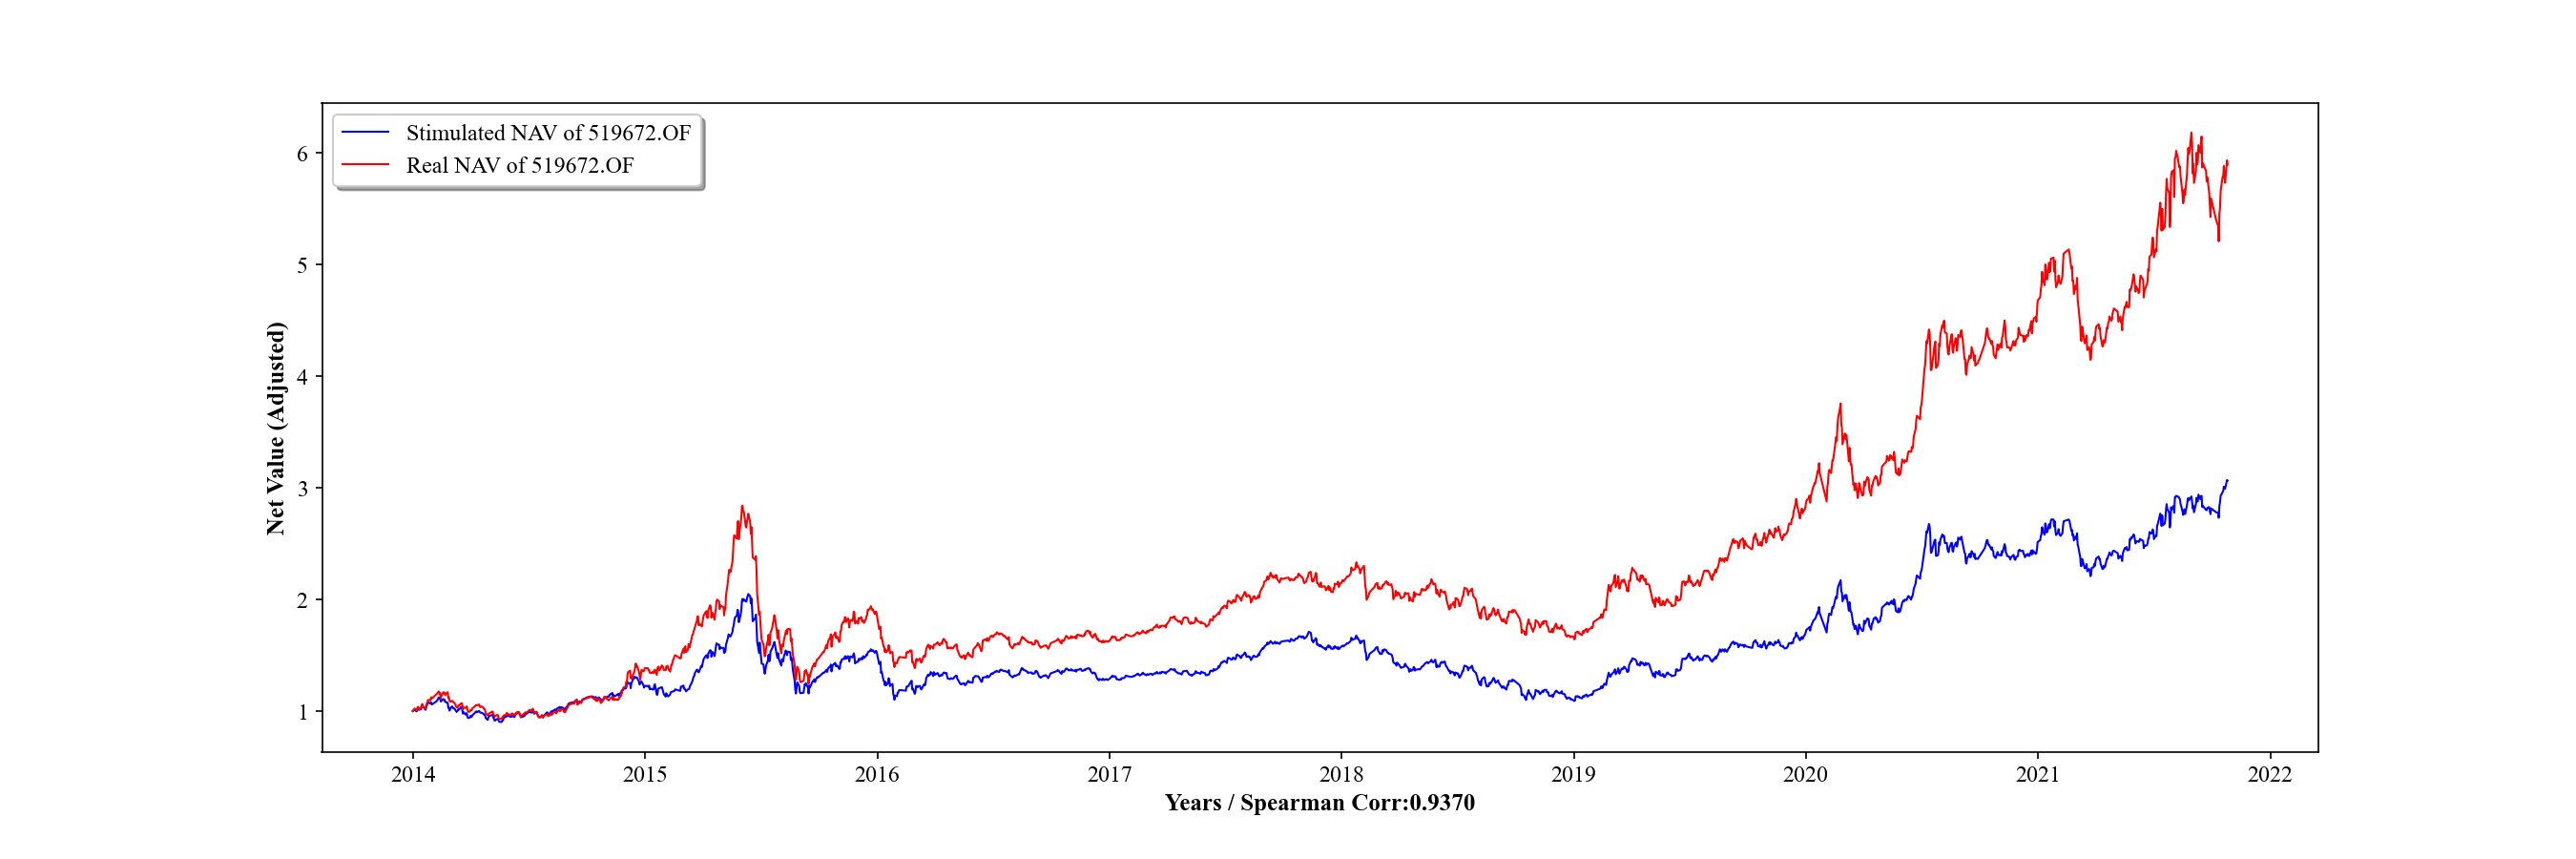 Stimulated NAV of 519672.OF
Real NAV of 519672.OF
6
5
4
3
2
1
Net Value (Adjusted)
2014 2015 2016 2017 2018 2019 2020 2021 2022
Years / Spearman Corr:0.9370